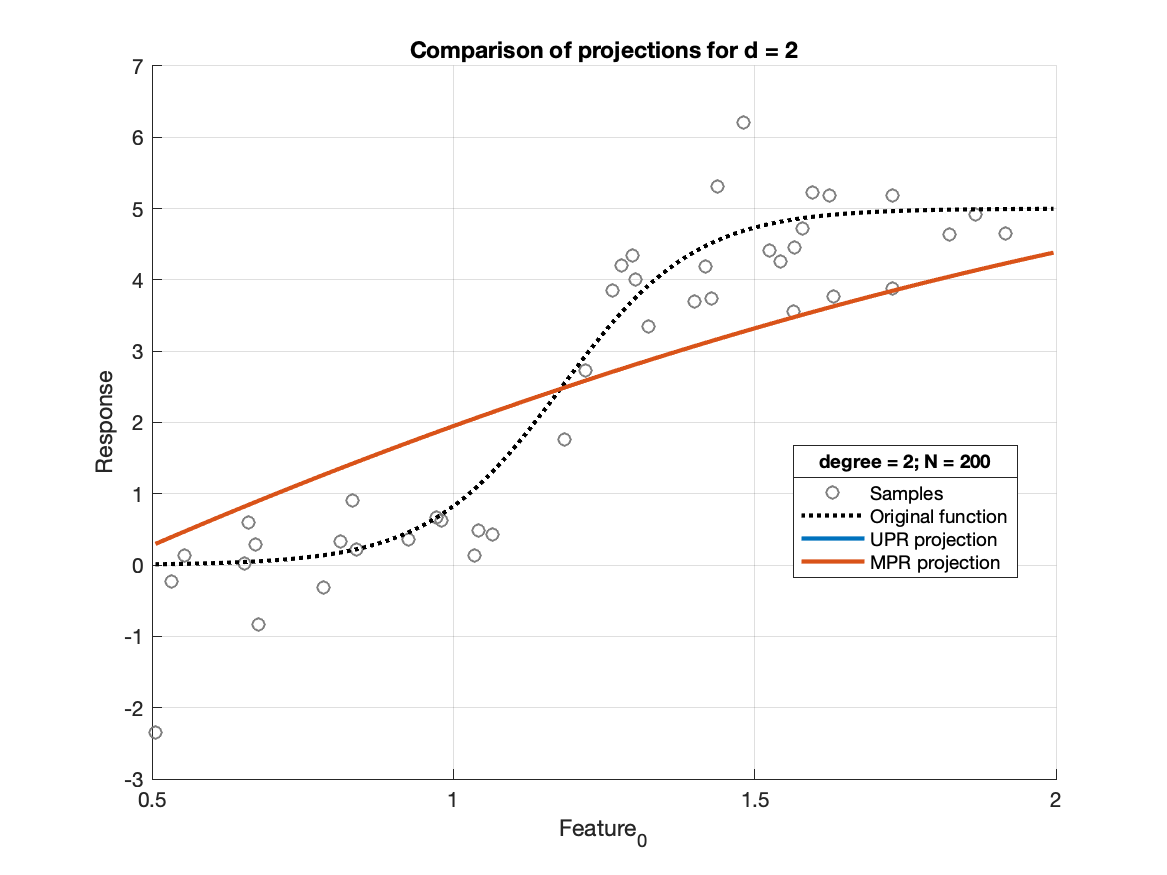 Comparison of projections for d = 2
7
6
5
4
3
2
1
0
-1
-2
-3
Response
degree = 2; N = 200
Samples
Original function
UPR projection
MPR projection
0.5
1
1.5
2
Feature0